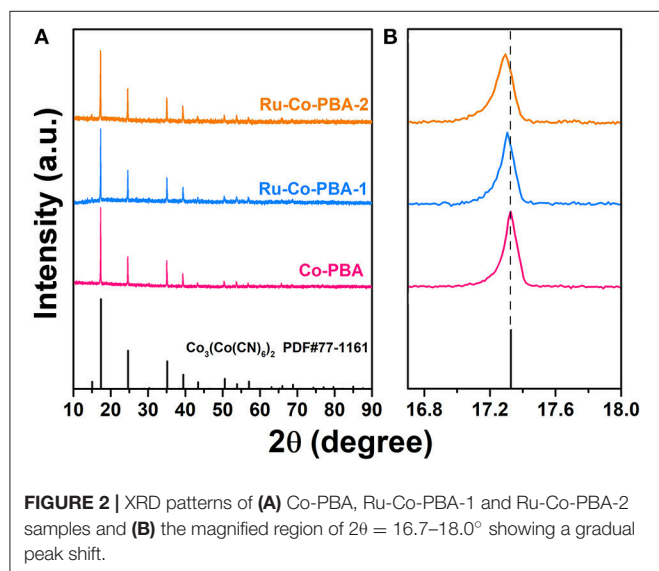 A
B
Intensity (a.u.)
Ru-Co-PBA-2
Ru-Co-PBA-1
Co-PBA
Co₃(Co(CN)₆)₂ PDF#77-1161
10 20 30 40 50 60 70 80 90
16.8 17.2 17.6 18.0
2θ (degree)
FIGURE 2 | XRD patterns of (A) Co-PBA, Ru-Co-PBA-1 and Ru-Co-PBA-2
samples and (B) the magnified region of 2θ = 16.7–18.0° showing a gradual
peak shift.